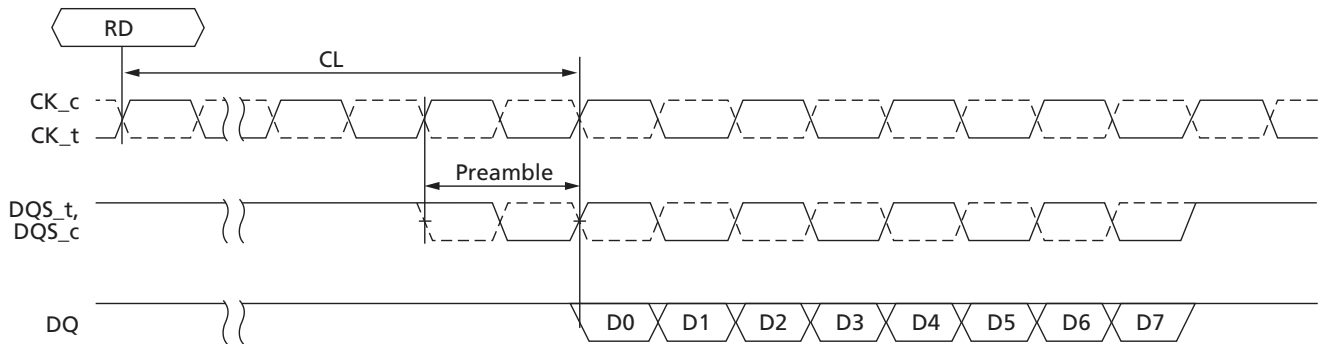 RD
CL
CK_c
CK_t
Preamble
DQS_t,
DQS_c
DQ
D0 D1 D2 D3 D4 D5 D6 D7